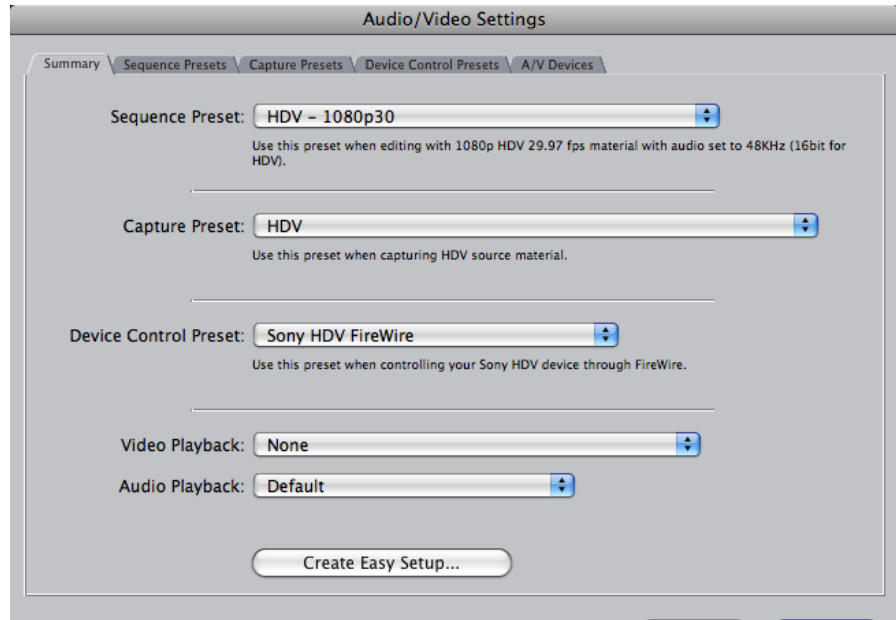 Audio/Video Settings
Summary Sequence Presets Capture Presets Device Control Presets A/V Devices
Sequence Preset: HDV - 1080p30
Use this preset when editing with 1080p HDV 29.97 fps material with audio set to 48KHz (16bit for
HDV).
Capture Preset: HDV
Use this preset when capturing HDV source material.
Device Control Preset: Sony HDV FireWire
Use this preset when controlling your Sony HDV device through FireWire.
Video Playback: None
Audio Playback: Default
Create Easy Setup...